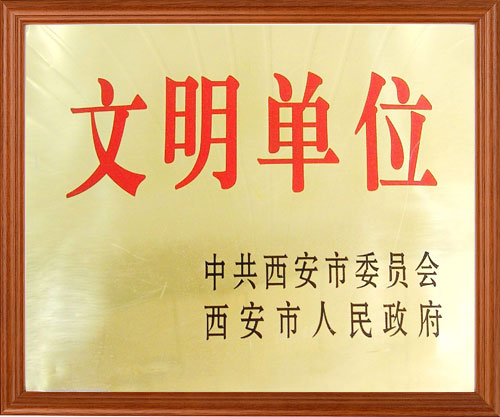 文明单位
中共西安市委员会
西安市人民政府